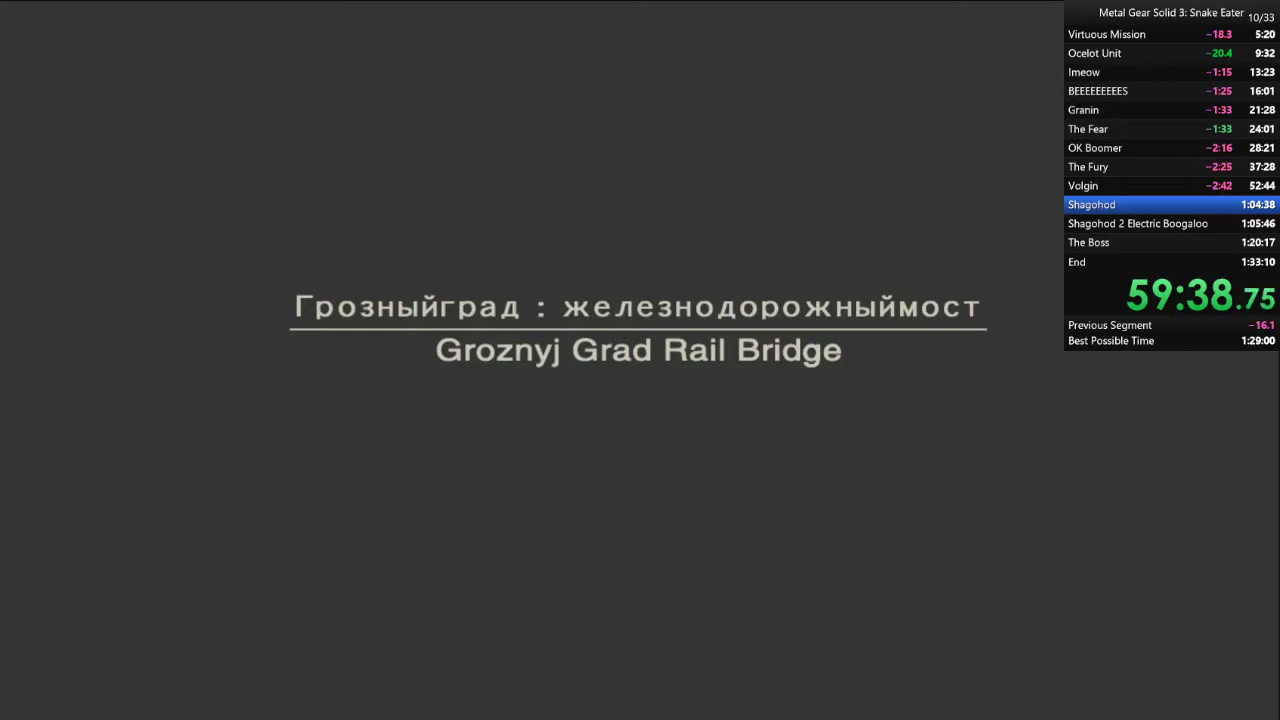 Metal Gear Solid 3: Snake Eater 10/33
Virtuous Mission −18.3 5:20
Ocelot Unit −20.4 9:32
!meow −1:15 13:23
BEEEEEEEEES −1:25 16:01
Granin −1:33 21:28
The Fear −1:33 24:01
OK Boomer −2:16 28:21
The Fury −2:25 37:28
Volgin −2:42 52:44
Shagohod 1:04:38
Shagohod 2 Electric Boogaloo 1:05:46
The Boss 1:20:17
End 1:33:10
59:38.75
Previous Segment −16.1
Best Possible Time 1:29:00
Грозныйград : железнодорожныймост
Groznyj Grad Rail Bridge